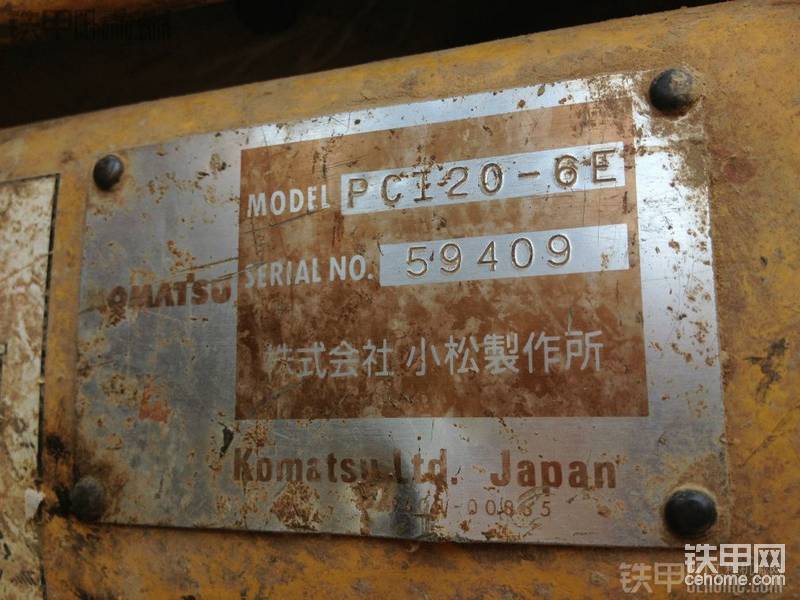 MODEL PC120-6E
SERIAL NO. 59409
KOMATSU
株式会社 小松製作所
Komatsu Ltd. Japan
-00885
铁甲网
cehome.com